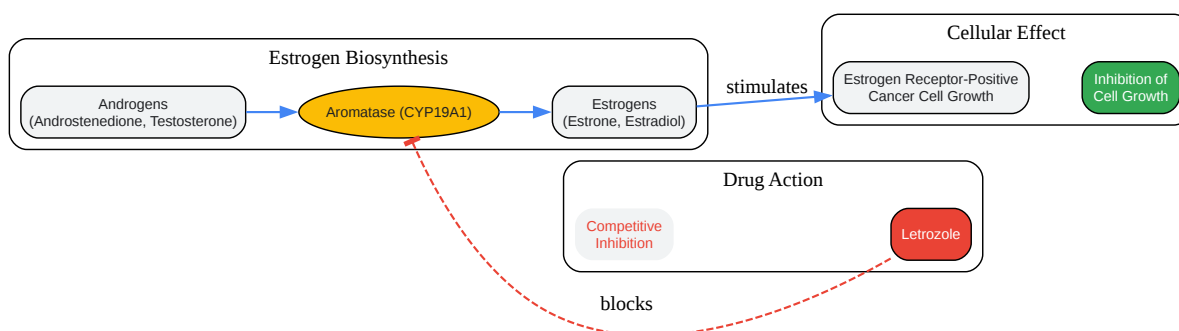 Estrogen Biosynthesis
Androgens
(Androstenedione, Testosterone)
Aromatase (CYP19A1)
Estrogens
(Estrone, Estradiol)
stimulates
Cellular Effect
Estrogen Receptor-Positive
Cancer Cell Growth
Inhibition of
Cell Growth
Drug Action
Competitive
Inhibition
Letrozole
blocks